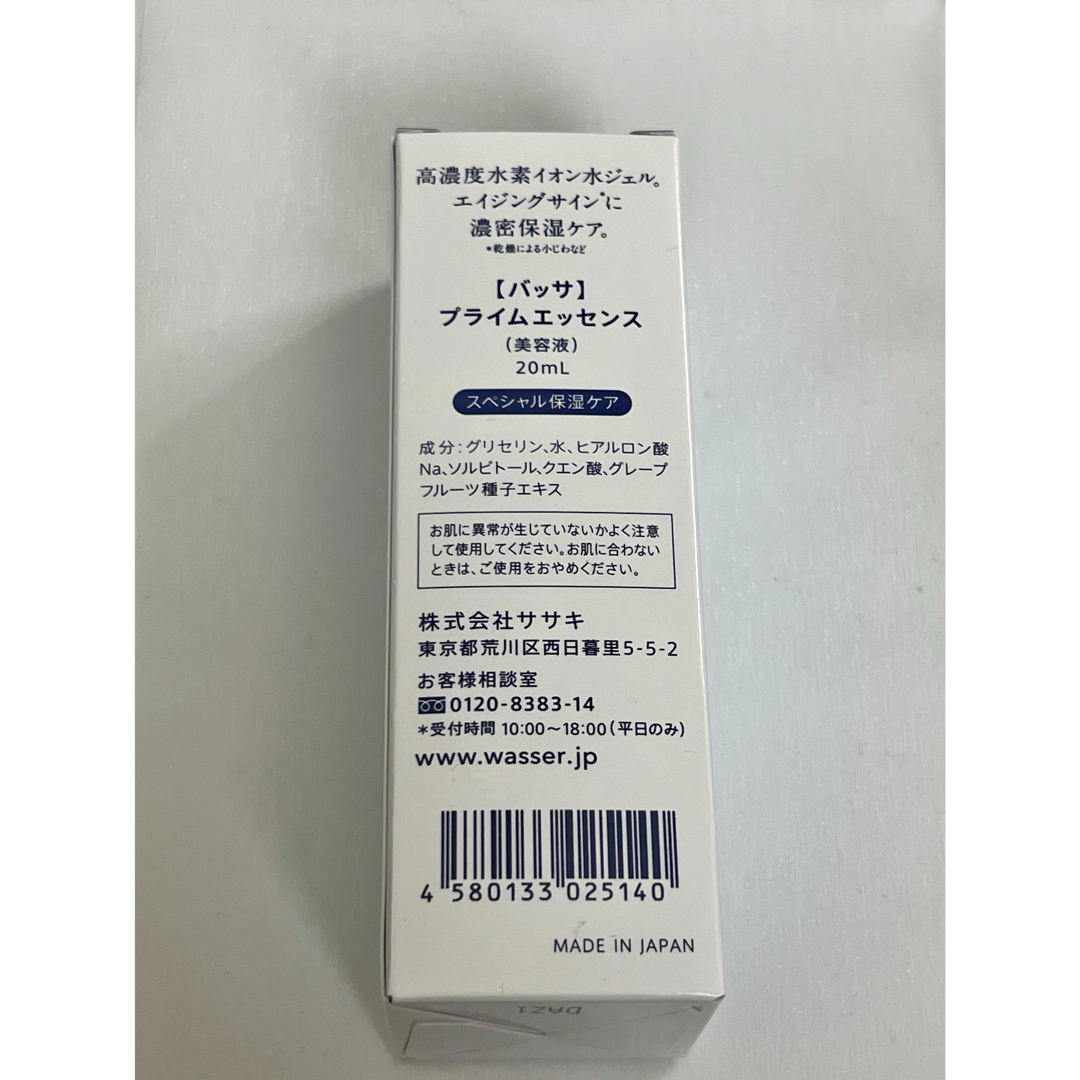 高濃度水素イオン水ジェル。
エイジングサイン*に
濃密保湿ケア。
*乾燥による小じわなど
【バッサ】
プライムエッセンス
(美容液)
20mL
スペシャル保湿ケア
成分:グリセリン、水、ヒアルロン酸
Na、ソルビトール、クエン酸、グレープ
フルーツ種子エキス
お肌に異常が生じていないかよく注意
して使用してください。お肌に合わない
ときは、ご使用をおやめください。
株式会社ササキ
東京都荒川区西日暮里5-5-2
お客様相談室
0120-8383-14
*受付時間 10:00〜18:00(平日のみ)
www.wasser.jp
4 580133 025140
MADE IN JAPAN
DAZ1